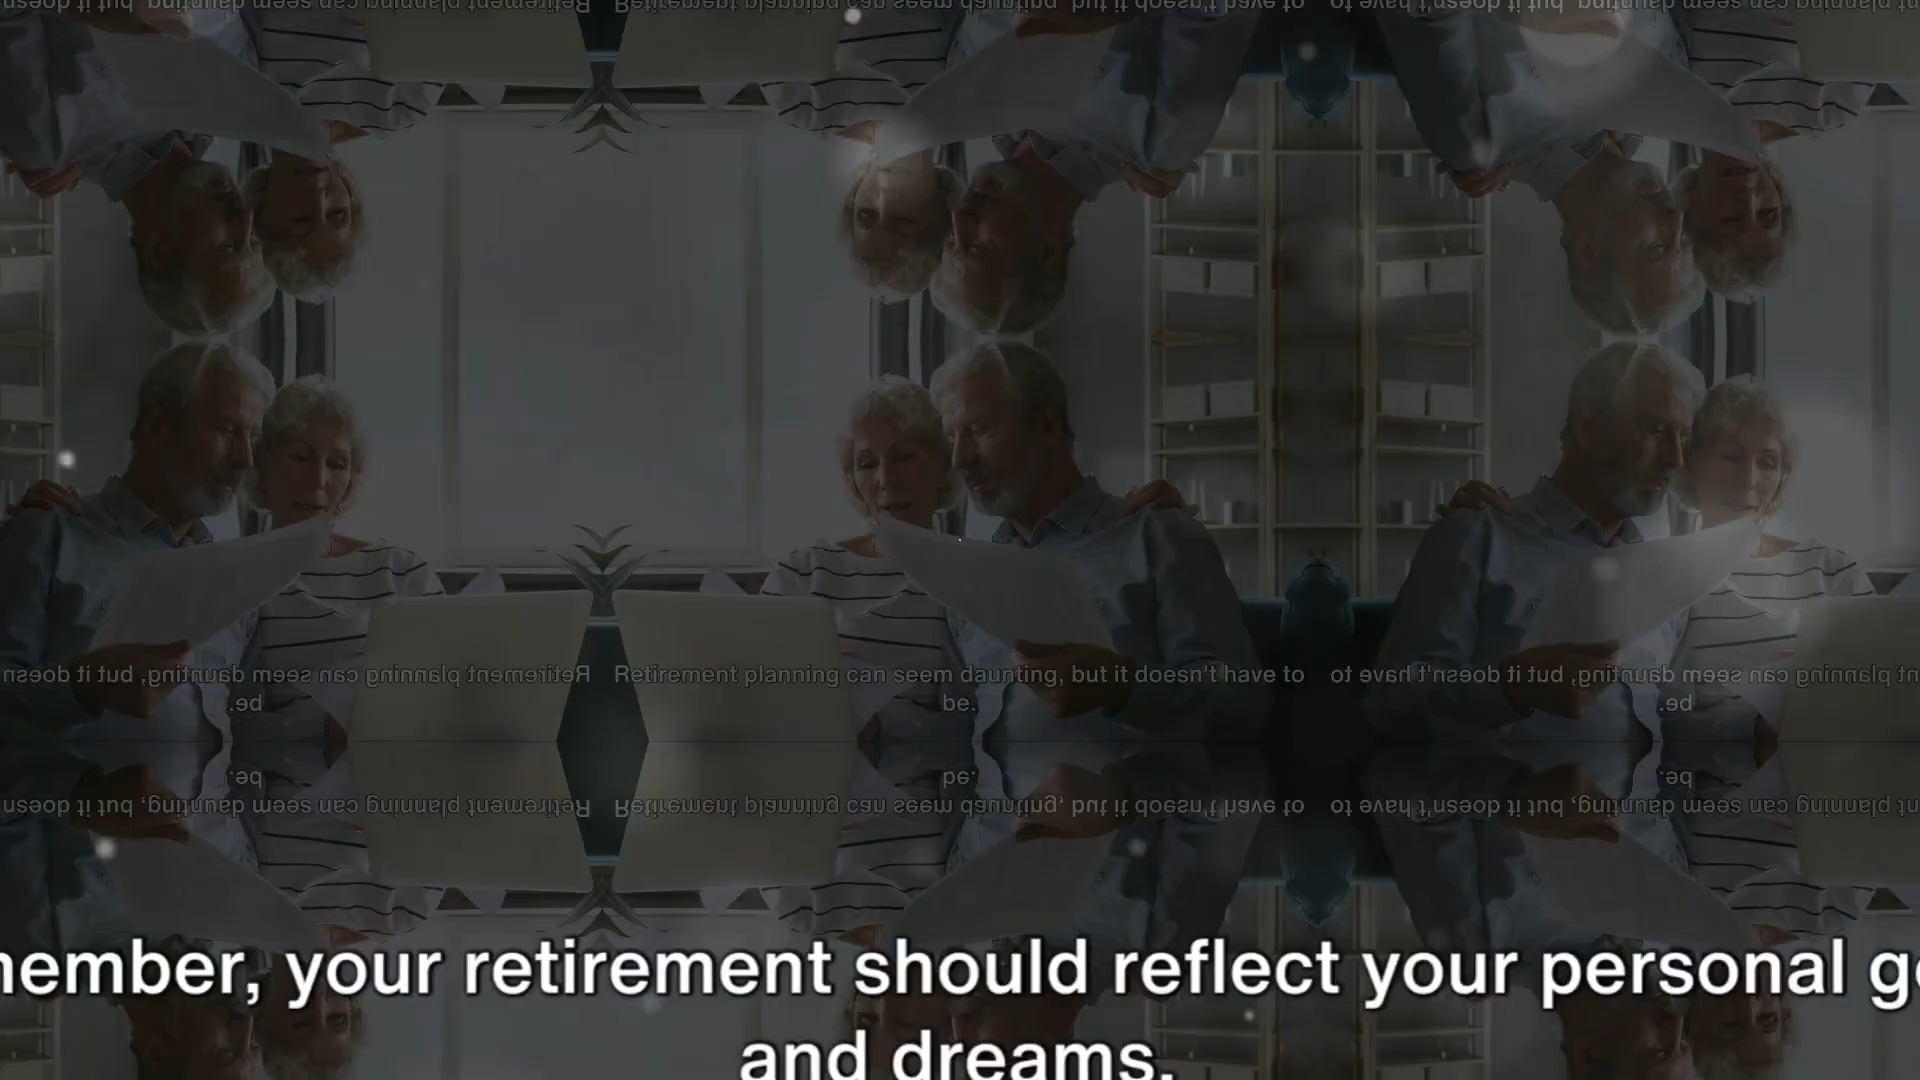 Retirement planning can seem daunting, but it doesn't have to
be.
member, your retirement should reflect your personal go
and dreams.